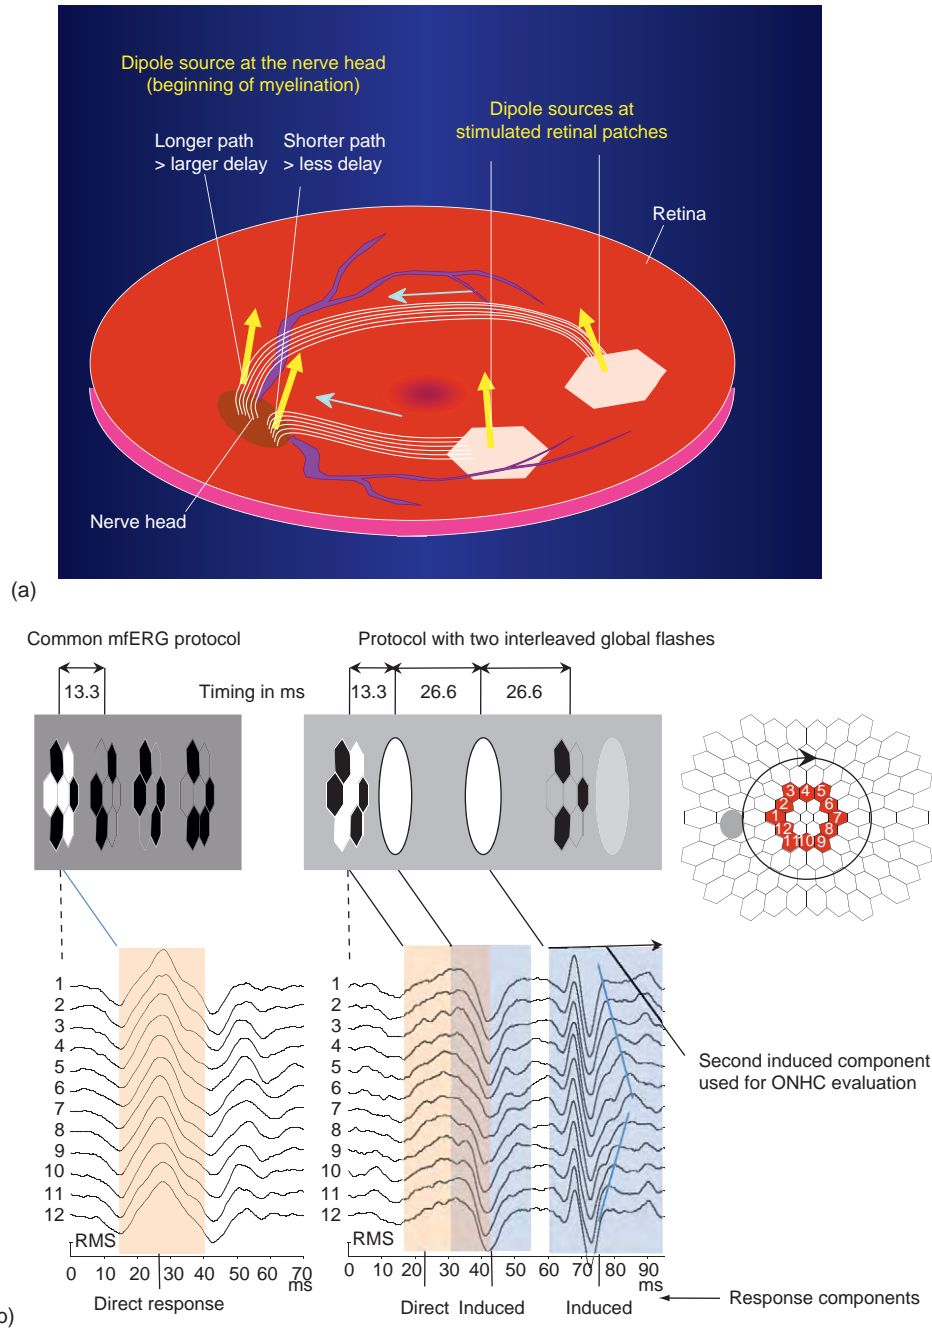 Dipole source at the nerve head
(beginning of myelination)
Dipole sources at
stimulated retinal patches
Longer path
> larger delay
Shorter path
> less delay
Retina
Nerve head
(a)
Common mfERG protocol
Protocol with two interleaved global flashes
13.3
Timing in ms
13.3
26.6
26.6
3 4 5
2 6
1 7
12 8
11 10 9
1
2
3
4
5
6
7
8
9
10
11
12
RMS
0 10 20 30 40 50 60 70
ms
Direct response
1
2
3
4
5
6
7
8
9
10
11
12
RMS
0 10 20 30 40 50 60 70 80 90
ms
Direct
Induced
Induced
Second induced component
used for ONHC evaluation
Response components
b)